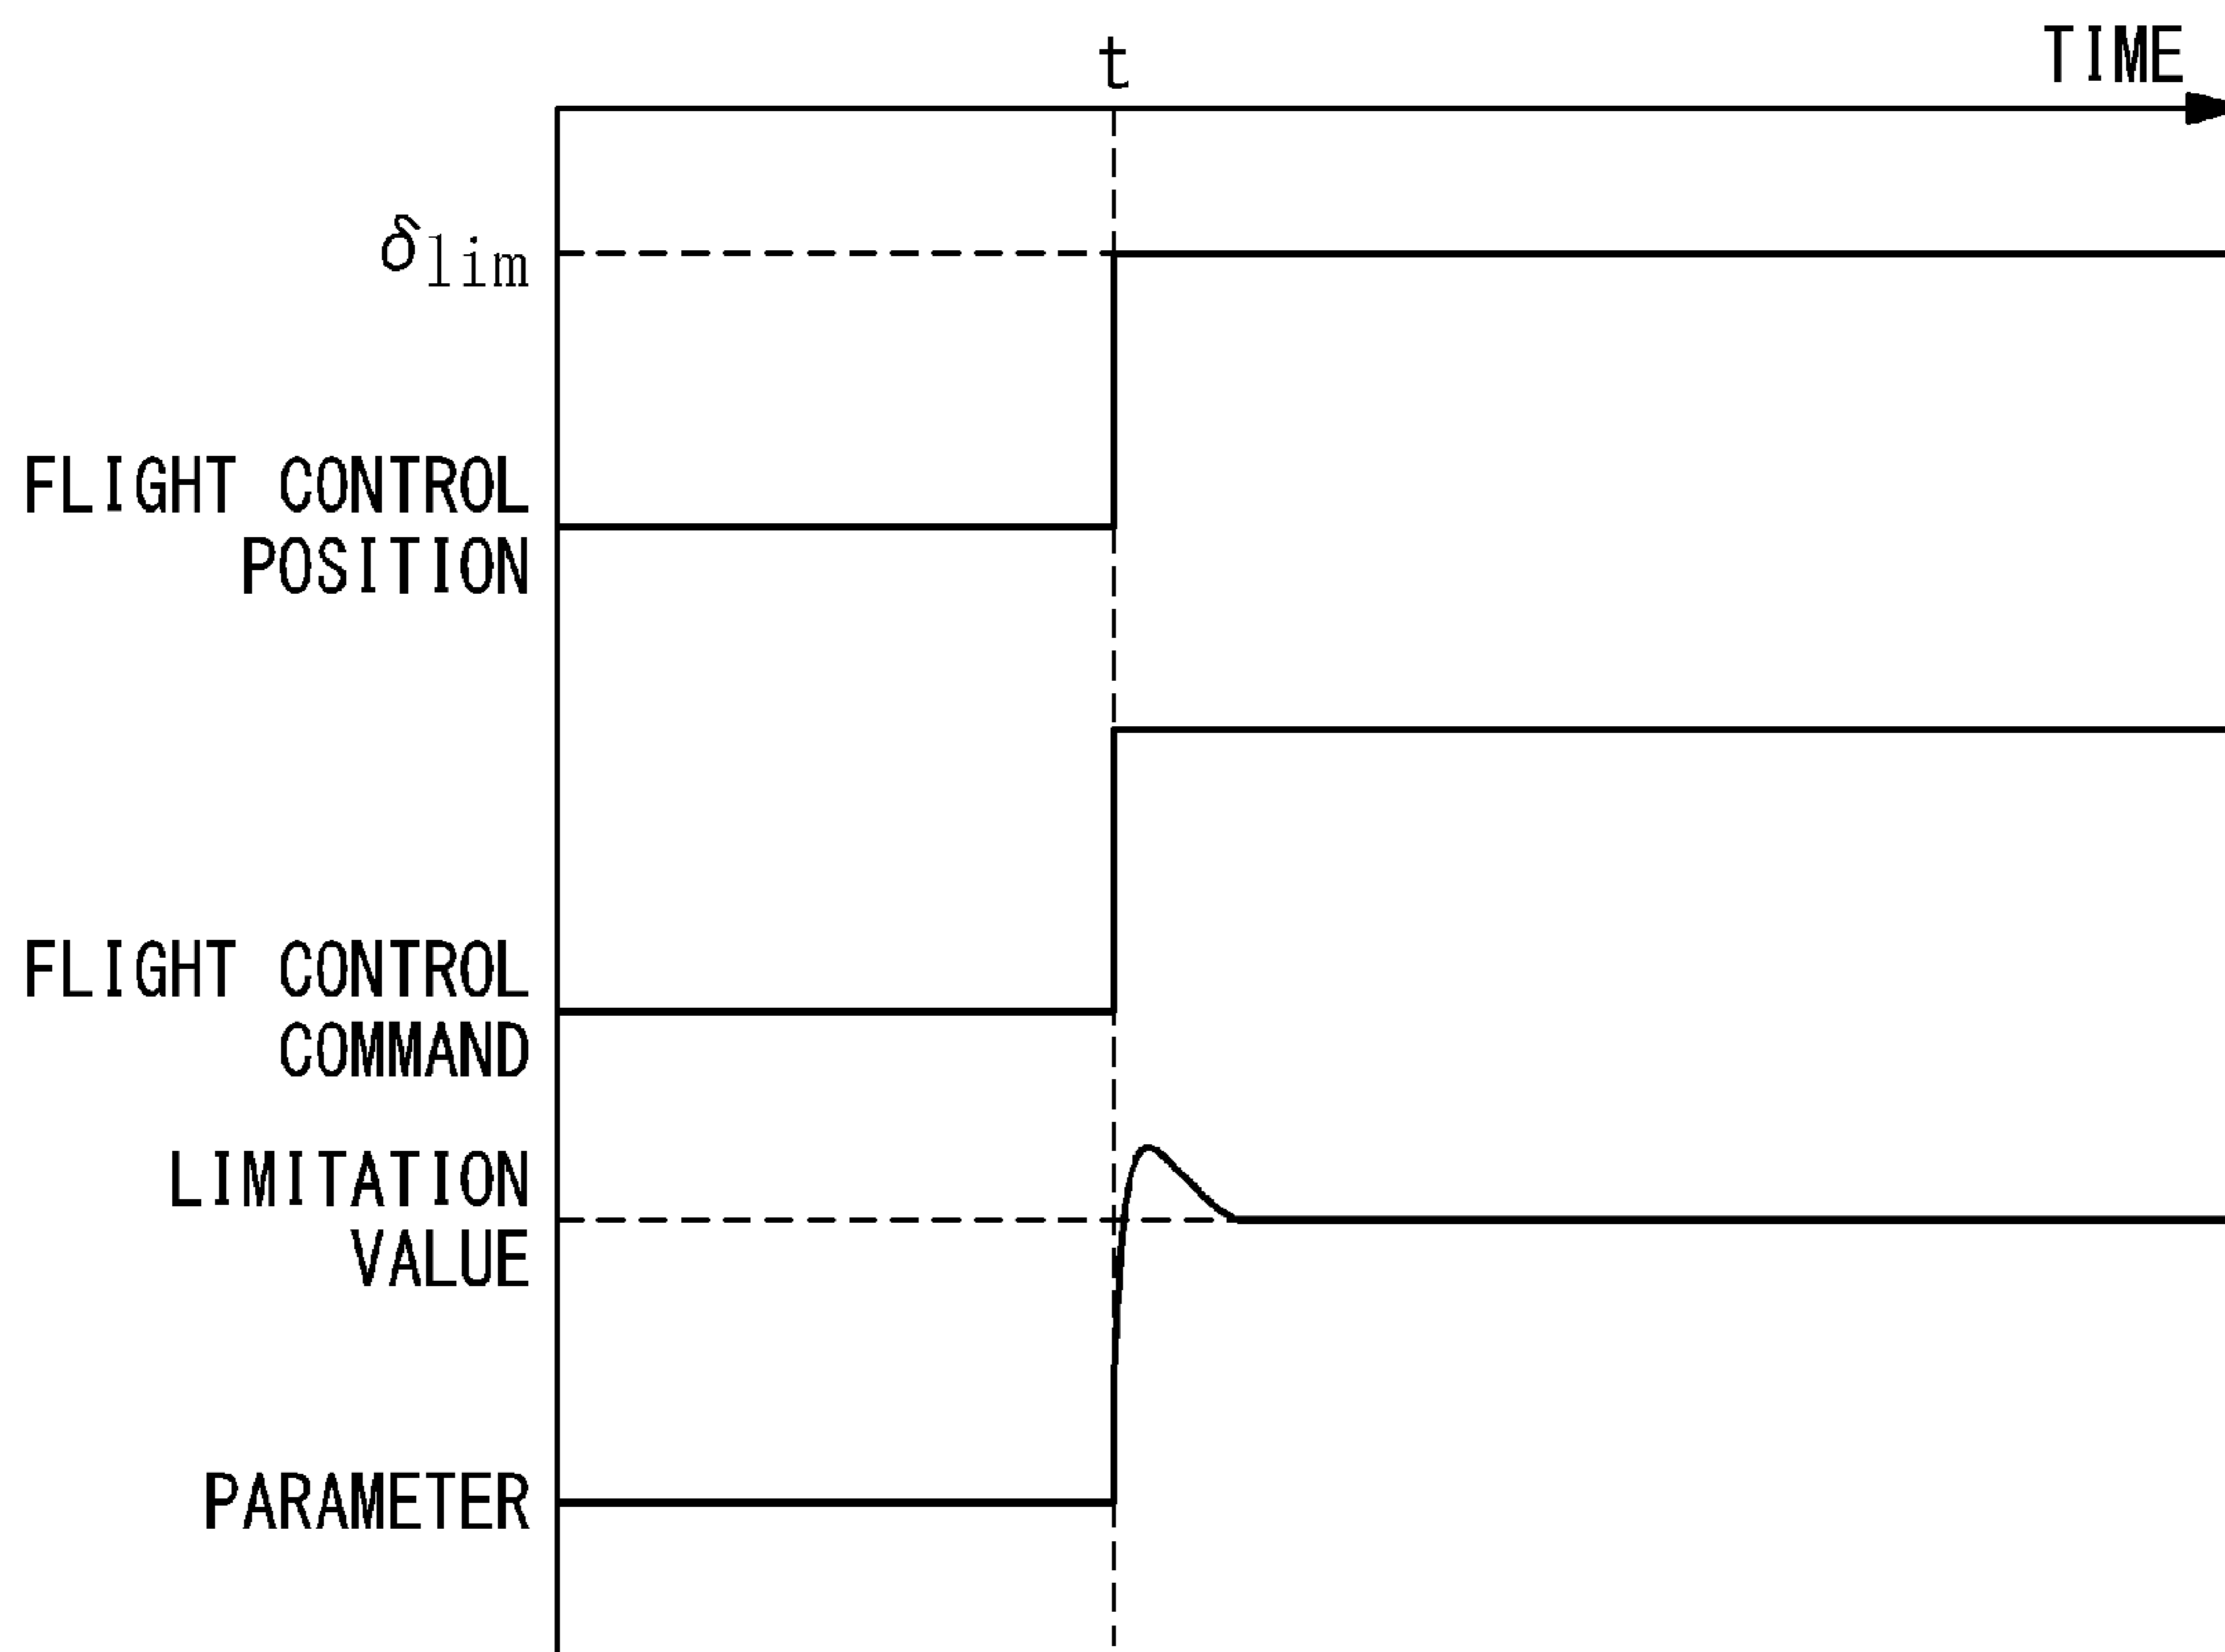 t
TIME
δlim
FLIGHT CONTROL
POSITION
FLIGHT CONTROL
COMMAND
LIMITATION
VALUE
PARAMETER